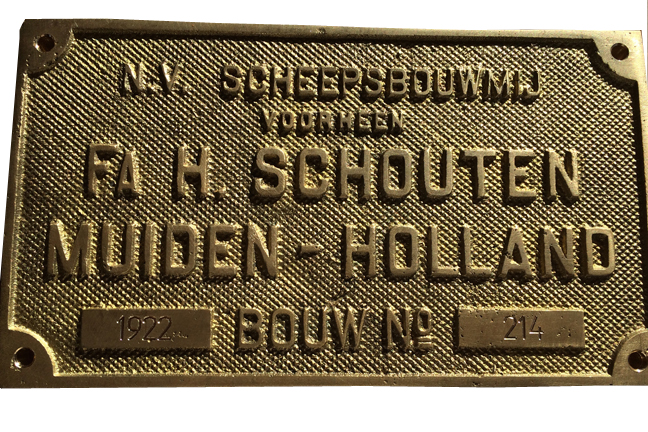 N.V. SCHEEPSBOUWMIJ
VOORHEEN
FA H. SCHOUTEN
MUIDEN - HOLLAND
1922 BOUW No 214